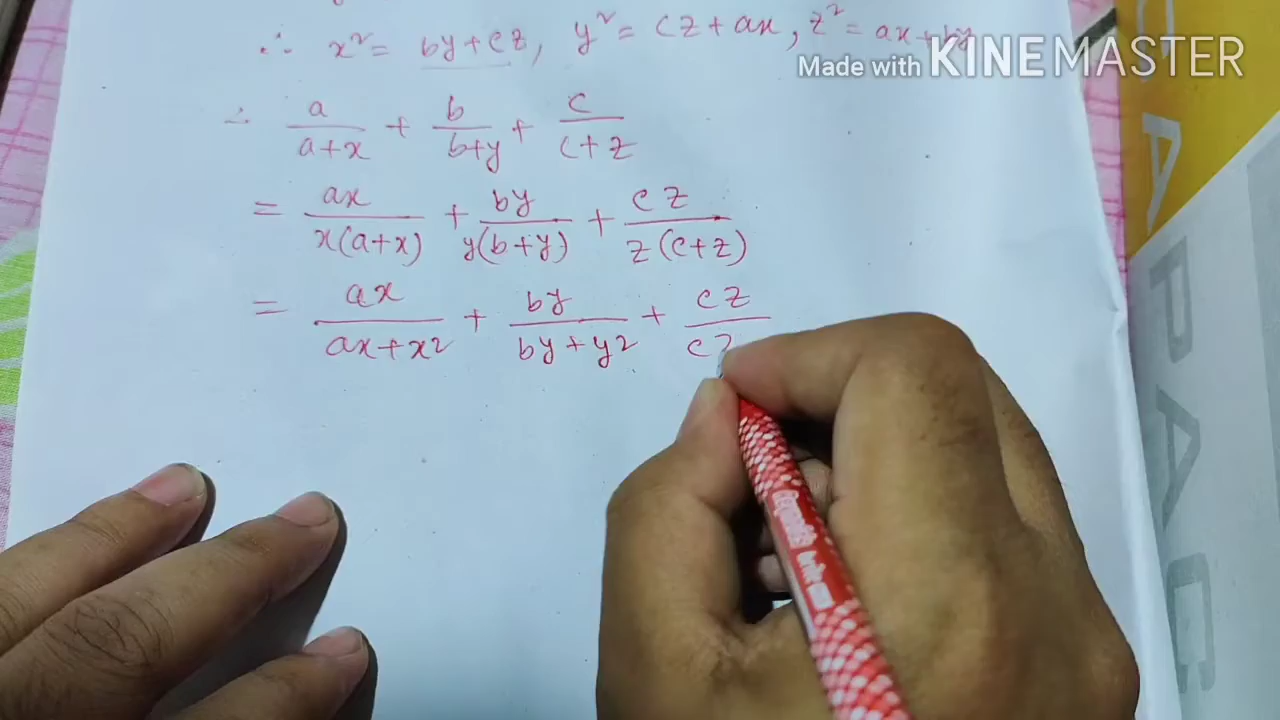 ∴ x² = by + cz, y² = cz + ax, z² = ax + by
Made with KINEMASTER
∴ a/(a+x) + b/(b+y) + c/(c+z)
= ax/(x(a+x)) + by/(y(b+y)) + cz/(z(c+z))
= ax/(ax+x²) + by/(by+y²) + cz/cz